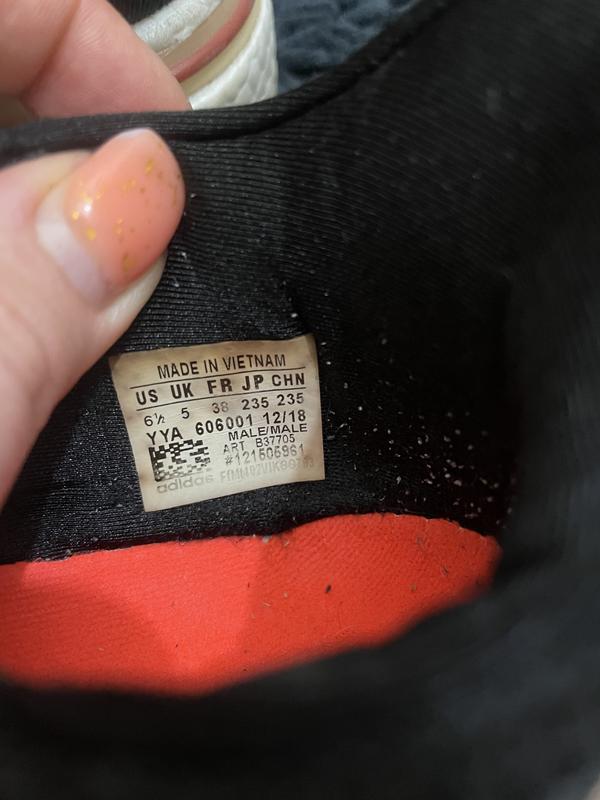 MADE IN VIETNAM
US UK FR JP CHN
6½ 5 38 235 235
YYA 606001 12/18
MALE/MALE
ART B37705
#121505961
adidas